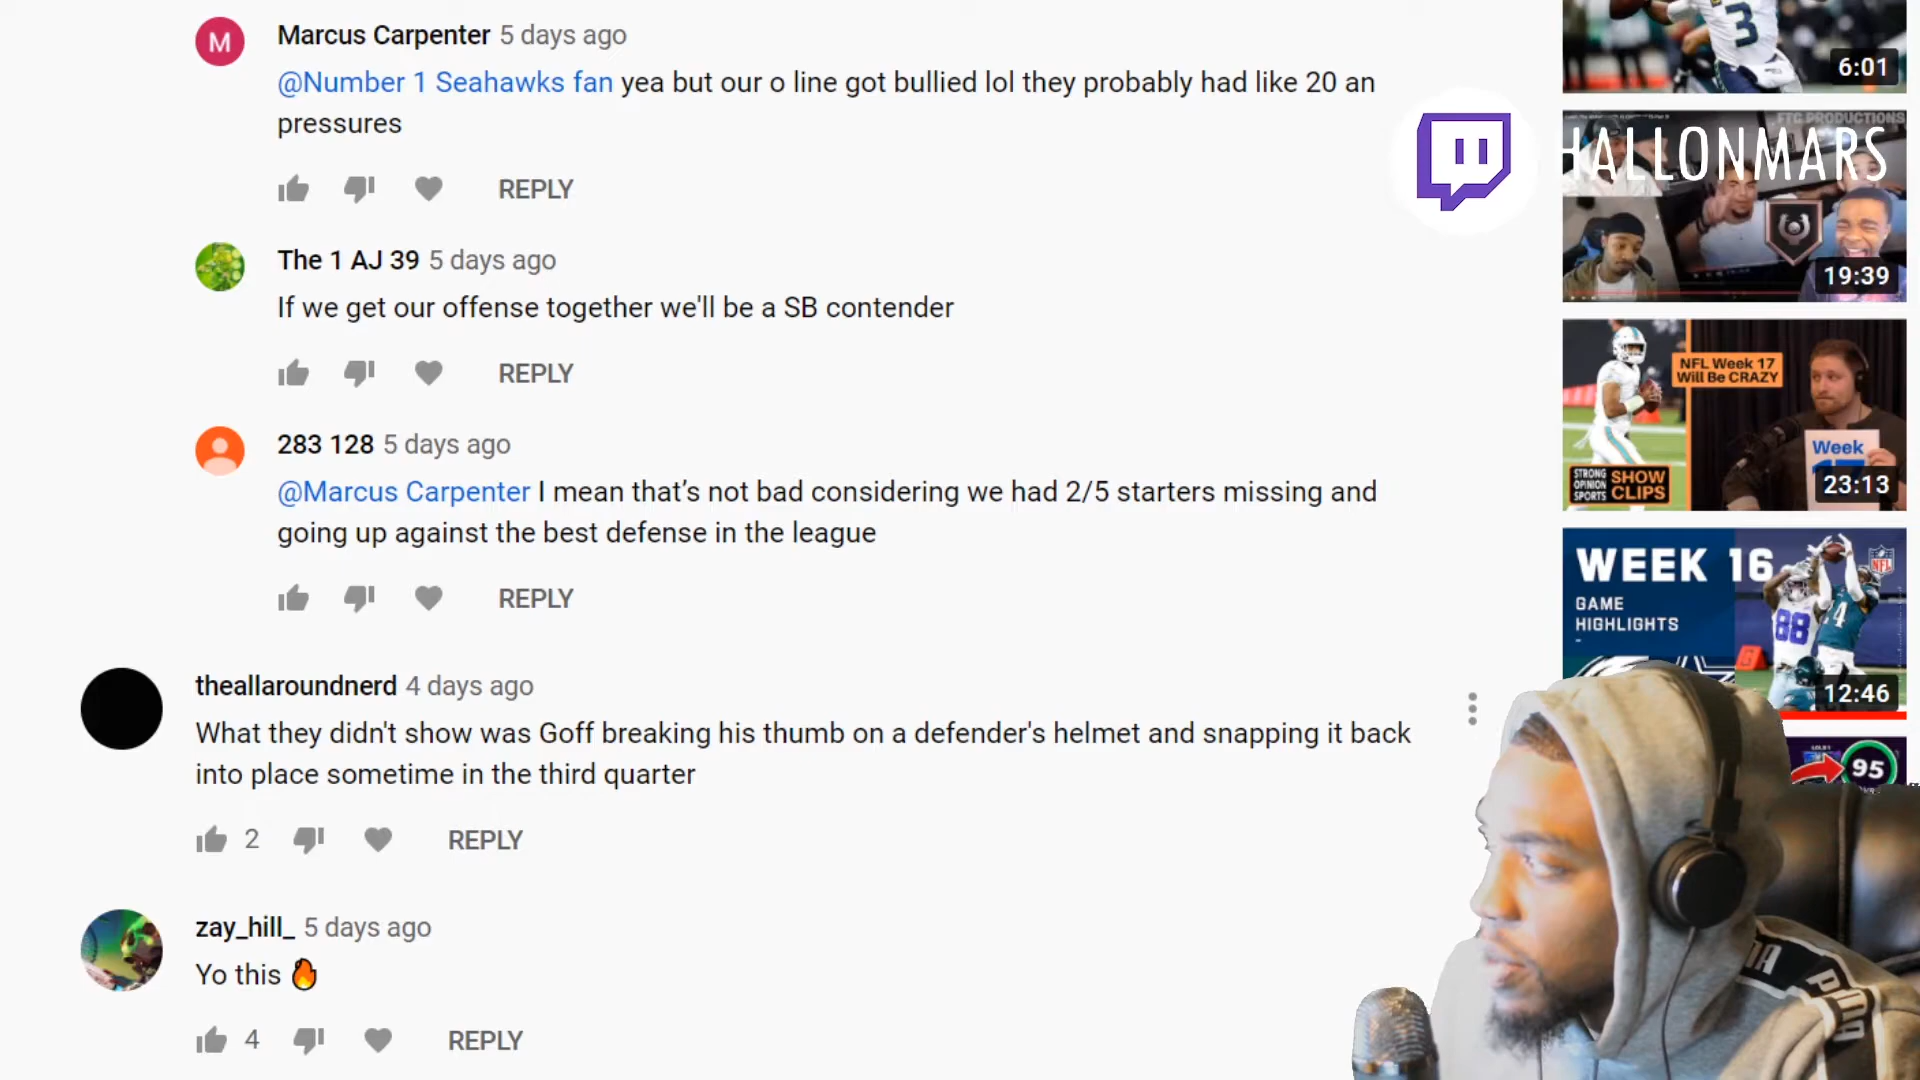 M
Marcus Carpenter 5 days ago
@Number 1 Seahawks fan yea but our o line got bullied lol they probably had like 20 an
pressures
REPLY
The 1 AJ 39 5 days ago
If we get our offense together we'll be a SB contender
REPLY
283 128 5 days ago
@Marcus Carpenter I mean that’s not bad considering we had 2/5 starters missing and
going up against the best defense in the league
REPLY
theallaroundnerd 4 days ago
What they didn't show was Goff breaking his thumb on a defender's helmet and snapping it back
into place sometime in the third quarter
2 REPLY
zay_hill_ 5 days ago
Yo this 🔥
4 REPLY
3
6:01
FTC PRODUCTIONS
HALLONMARS
19:39
NFL Week 17
Will Be CRAZY
Week
17
STRONG
OPINION
SPORTS
SHOW
CLIPS
23:13
WEEK 16
GAME
HIGHLIGHTS
NFL
88
12:46
95
PUMA